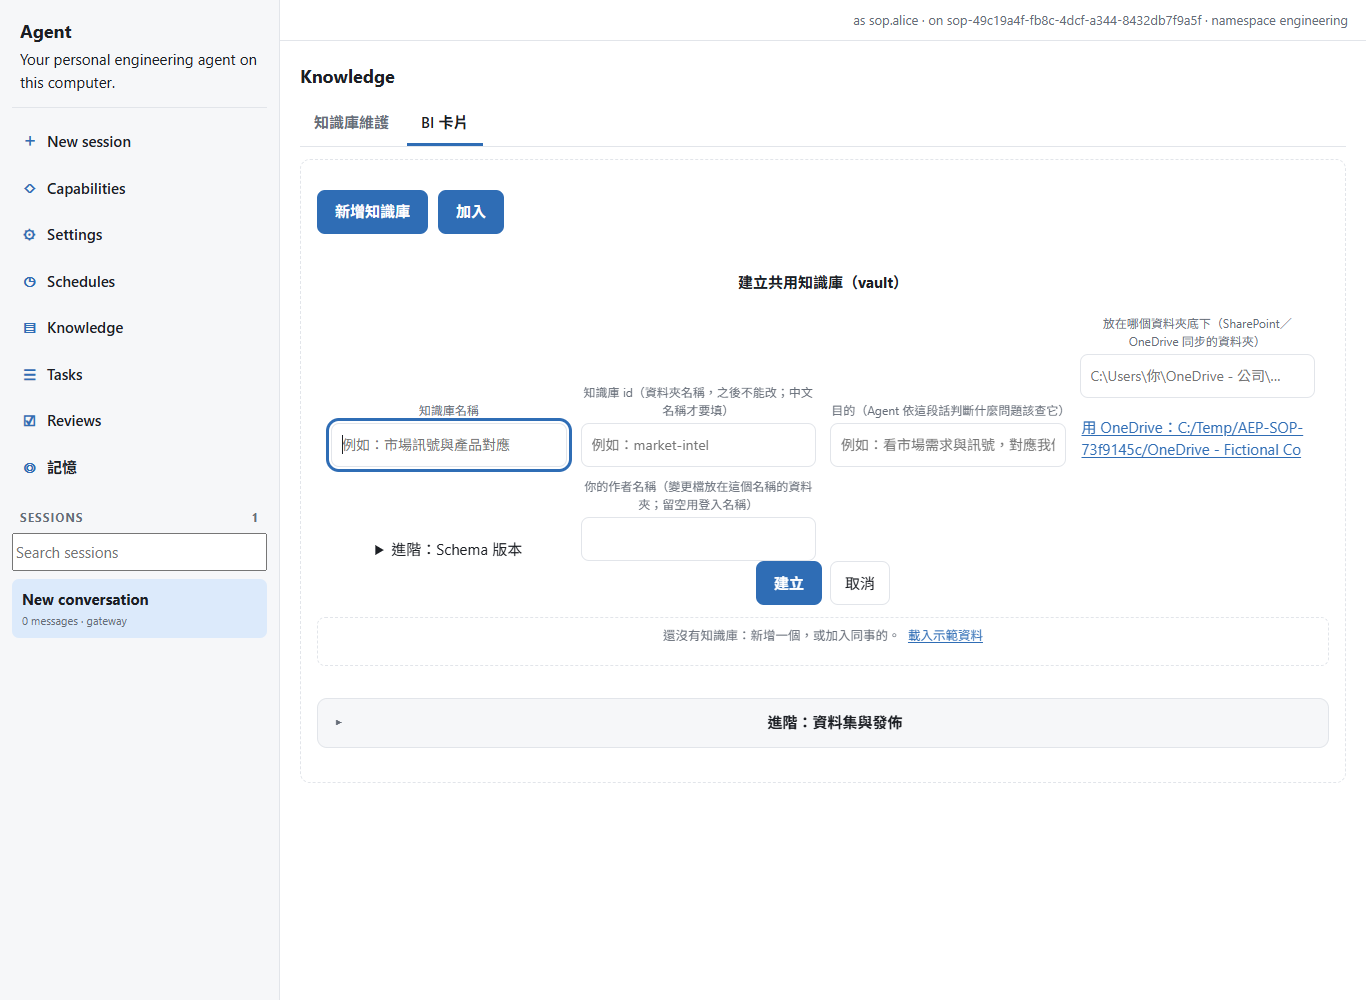 Agent
Your personal engineering agent on
this computer.
New session
Capabilities
Settings
Schedules
Knowledge
Tasks
Reviews
記憶
SESSIONS 1
Search sessions
New conversation
0 messages · gateway
as sop.alice · on sop-49c19a4f-fb8c-4dcf-a344-8432db7f9a5f · namespace engineering
Knowledge
知識庫維護 BI 卡片
新增知識庫 加入
建立共用知識庫（vault）
知識庫名稱
例如：市場訊號與產品對應
知識庫 id（資料夾名稱，之後不能改；中文
名稱才要填）
例如：market-intel
目的（Agent 依這段話判斷什麼問題該查它）
例如：看市場需求與訊號，對應我們
放在哪個資料夾底下（SharePoint／
OneDrive 同步的資料夾）
C:\Users\你\OneDrive - 公司\...
用 OneDrive：C:/Temp/AEP-SOP-
73f9145c/OneDrive - Fictional Co
進階：Schema 版本
你的作者名稱（變更檔放在這個名稱的資料
夾；留空用登入名稱）
建立 取消
還沒有知識庫：新增一個，或加入同事的。 載入示範資料
進階：資料集與發佈